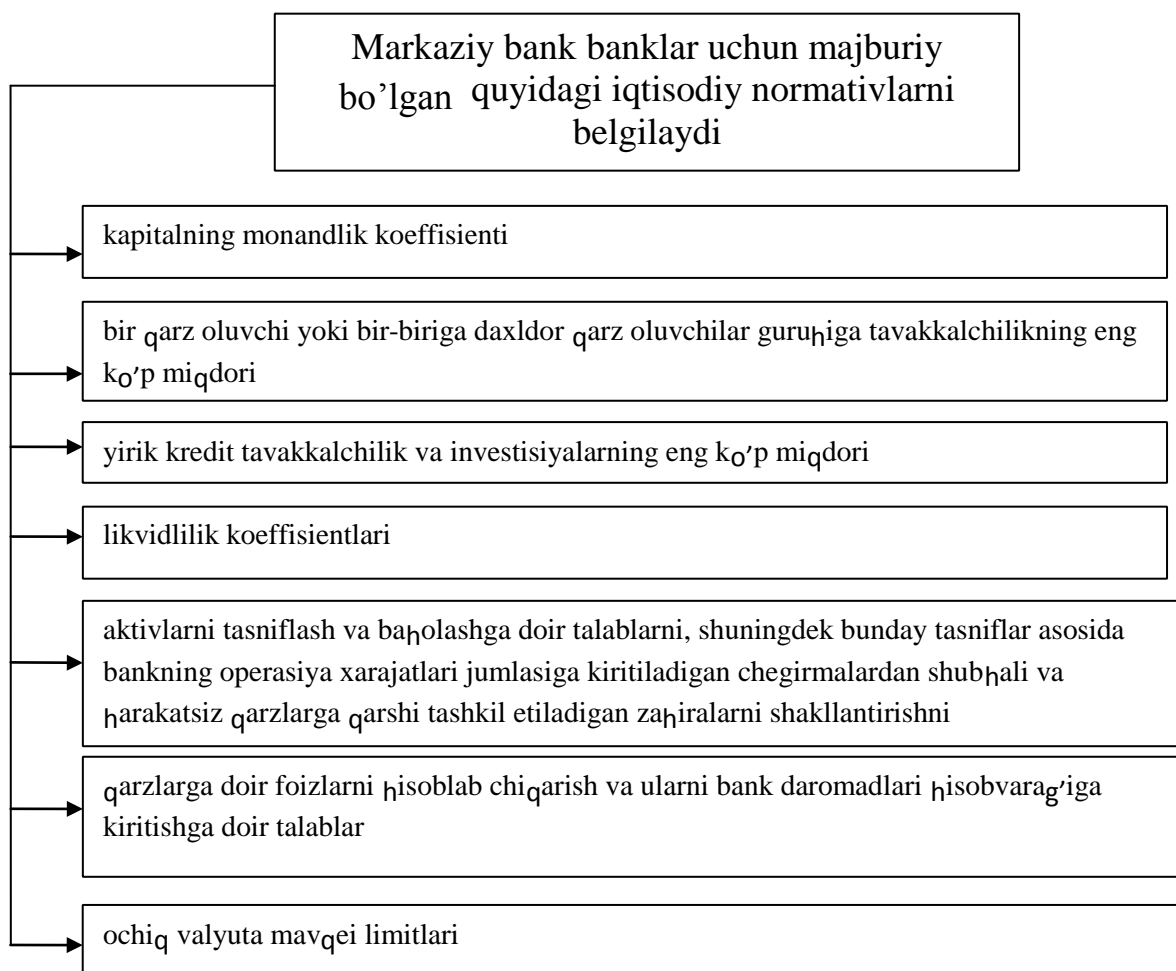 Markaziy bank banklar uchun majburiy
bo’lgan quyidagi iqtisodiy normativlarni
belgilaydi
kapitalning monandlik koeffisienti
bir qarz oluvchi yoki bir-biriga daxldor qarz oluvchilar guruhiga tavakkalchilikning eng
ko’p miqdori
yirik kredit tavakkalchilik va investisiyalarning eng ko’p miqdori
likvidlilik koeffisientlari
aktivlarni tasniflash va baholashga doir talablarni, shuningdek bunday tasniflar asosida
bankning operasiya xarajatlari jumlasiga kiritiladigan chegirmalardan shubhali va
harakatsiz qarzlarga qarshi tashkil etiladigan zahiralarni shakllantirishni
qarzlarga doir foizlarni hisoblab chiqarish va ularni bank daromadlari hisobvarag’iga
kiritishga doir talablar
ochiq valyuta mavqei limitlari